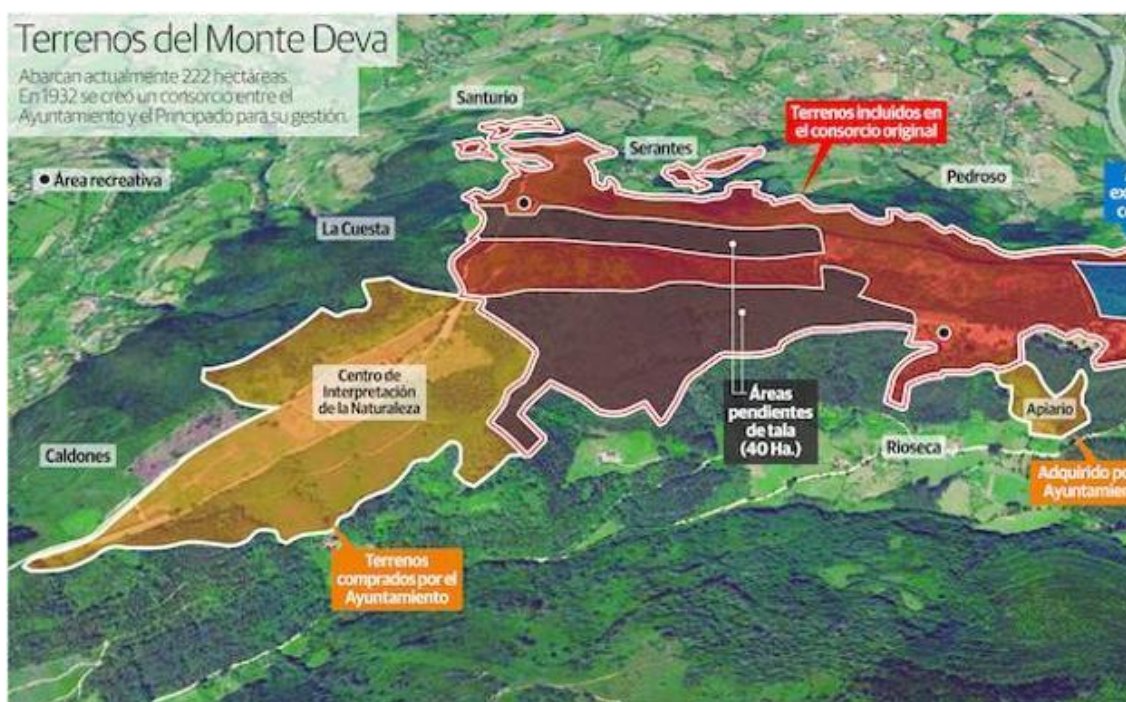 Terrenos del Monte Deva
Abarcan actualmente 222 hectáreas.
En 1932 se creó un consorcio entre el
Ayuntamiento y el Principado para su gestión.
Santurio
Terrenos incluidos en
el consorcio original
Serantes
Área recreativa
Pedroso
La Cuesta
Centro de
Interpretación
de la Naturaleza
Áreas
pendientes
de tala
(40 Ha.)
Apiario
Caldones
Rioseca
Adquirido
Terrenos
comprados por el
Ayuntamiento